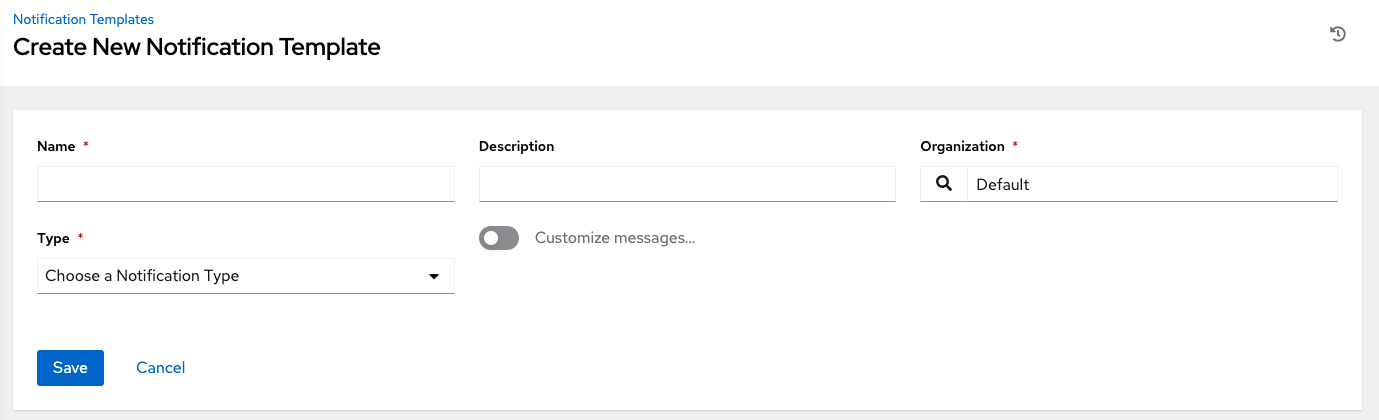 Notification Templates
Create New Notification Template
Name *
Description
Organization *
Default
Type *
Customize messages...
Choose a Notification Type
Save
Cancel